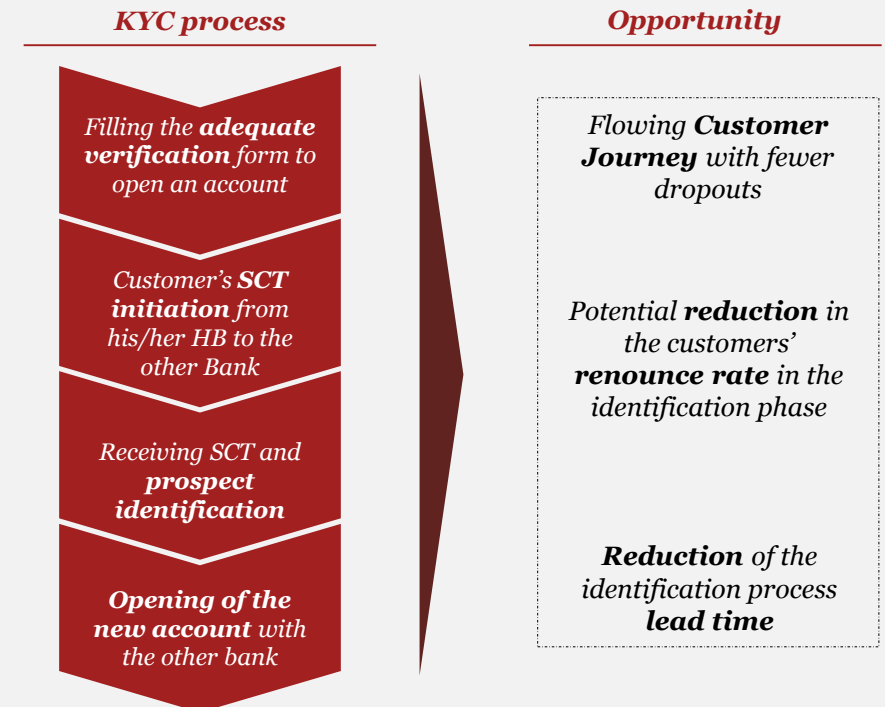 KYC process
Filling the adequate
verification form to
open an account
Customer's SCT
initiation from
his/her HB to the
other Bank
Receiving SCT and
prospect
identification
Opening of the
new account with
the other bank
Opportunity
Flowing Customer
Journey with fewer
dropouts
Potential reduction in
the customers'
renounce rate in the
identification phase
Reduction of the
identification process
lead time